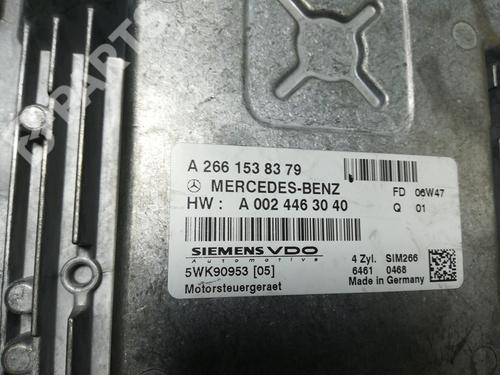 A 266 153 83 79
MERCEDES-BENZ
FD 06W47
HW : A 002 446 30 40
Q 01
SIEMENS VDO
Automotive
4 Zyl. SIM266
5WK90953 [05]
6461 0468
Motorsteuergeraet
Made in Germany